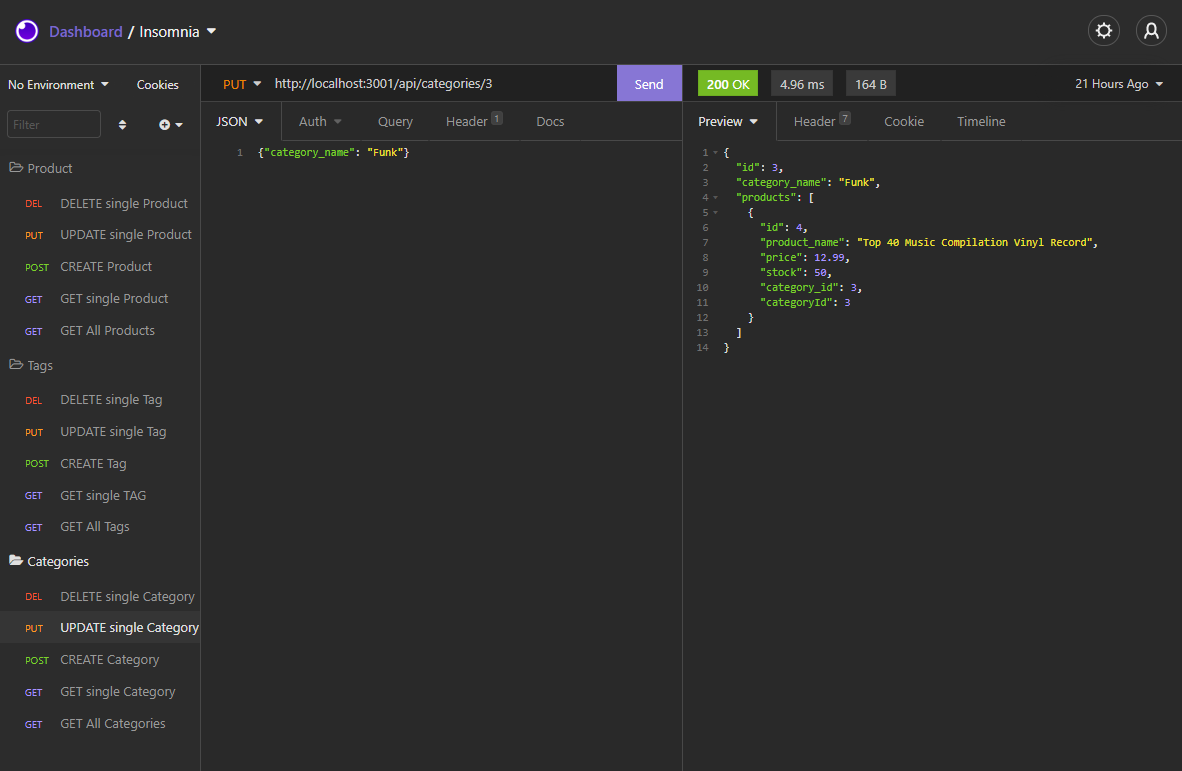 Dashboard / Insomnia
No Environment Cookies
Filter
Product
DEL DELETE single Product
PUT UPDATE single Product
POST CREATE Product
GET GET single Product
GET GET All Products
Tags
DEL DELETE single Tag
PUT UPDATE single Tag
POST CREATE Tag
GET GET single TAG
GET GET All Tags
Categories
DEL DELETE single Category
PUT UPDATE single Category
POST CREATE Category
GET GET single Category
GET GET All Categories
PUT http://localhost:3001/api/categories/3 Send
JSON Auth Query Header 1 Docs
1 {"category_name": "Funk"}
200 OK 4.96 ms 164 B 21 Hours Ago
Preview Header 7 Cookie Timeline
1 {
2 "id": 3,
3 "category_name": "Funk",
4 "products": [
5 {
6 "id": 4,
7 "product_name": "Top 40 Music Compilation Vinyl Record",
8 "price": 12.99,
9 "stock": 50,
10 "category_id": 3,
11 "categoryId": 3
12 }
13 ]
14 }